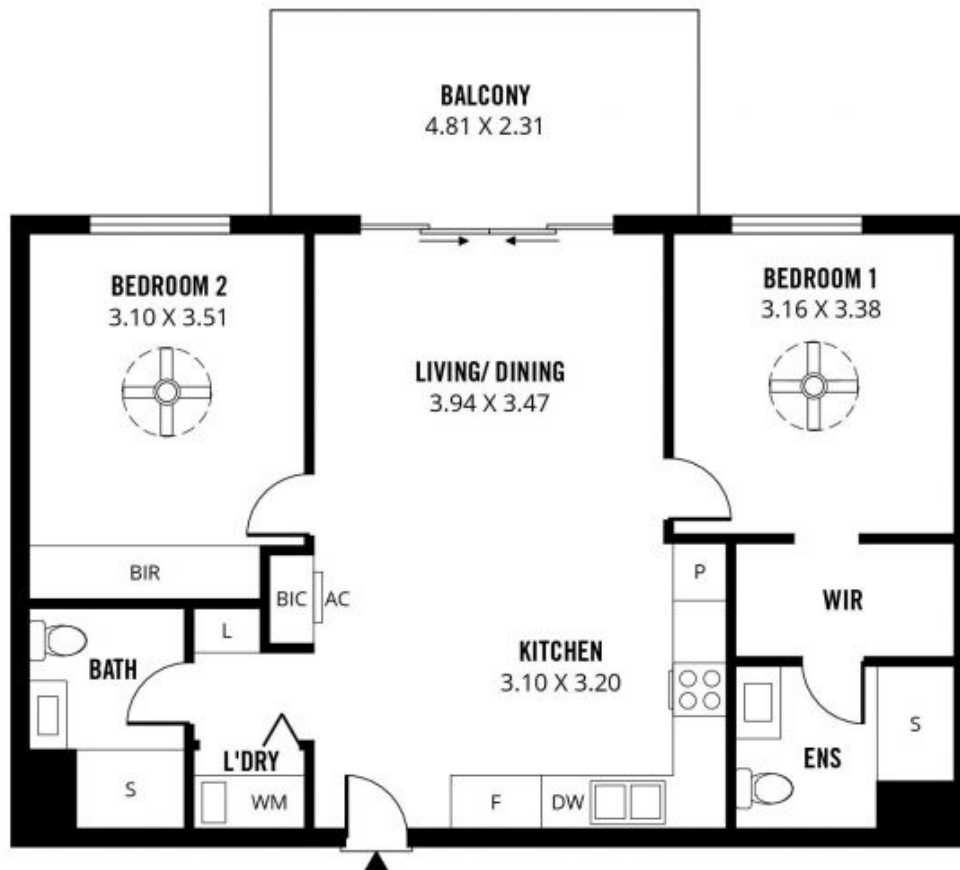 BALCONY
4.81 X 2.31
BEDROOM 2
3.10 X 3.51
BEDROOM 1
3.16 X 3.38
LIVING/ DINING
3.94 X 3.47
BIR
BIC
AC
P
L
WIR
BATH
KITCHEN
3.10 X 3.20
S
L'DRY
ENS
S
WM
F
DW